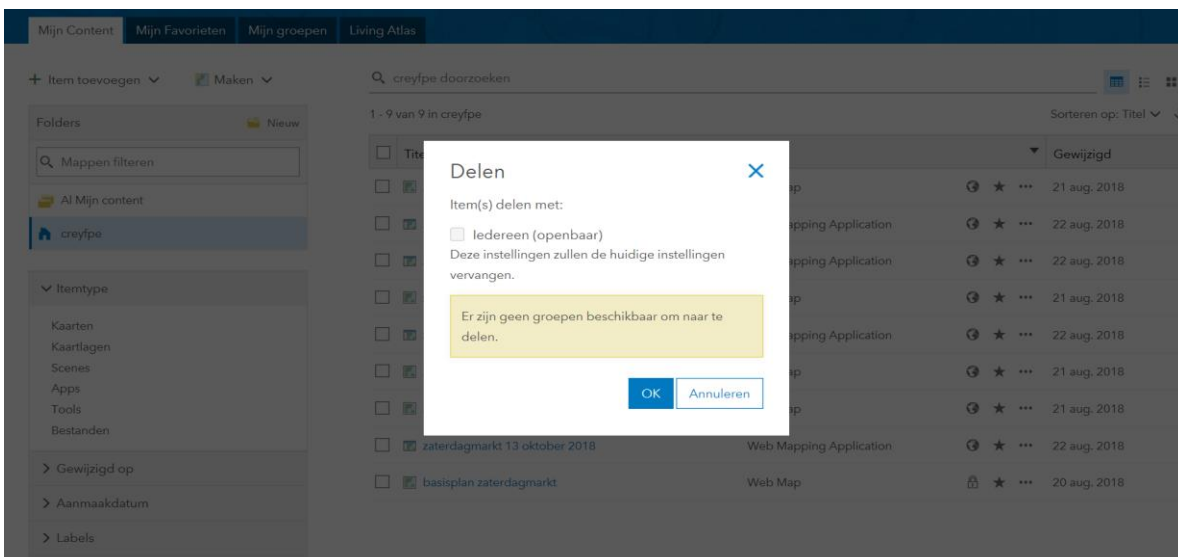 Mijn Content Mijn Favorieten Mijn groepen Living Atlas
Item toevoegen Maken
creyfpe doorzoeken
1 - 9 van 9 in creyfpe
Sorteren op: Titel
Folders Nieuw
Mappen filteren
Al Mijn content
creyfpe
Itemtype
Kaarten
Kaartlagen
Scenes
Apps
Tools
Bestanden
Gewijzigd op
Aanmaakdatum
Labels
Gewijzigd
21 aug. 2018
22 aug. 2018
22 aug. 2018
21 aug. 2018
22 aug. 2018
21 aug. 2018
21 aug. 2018
zaterdagmarkt 13 oktober 2018 Web Mapping Application 22 aug. 2018
basisplan zaterdagmarkt Web Map 20 aug. 2018
Delen
Item(s) delen met:
Iedereen (openbaar)
Deze instellingen zullen de huidige instellingen
vervangen.
Er zijn geen groepen beschikbaar om naar te
delen.
OK Annuleren